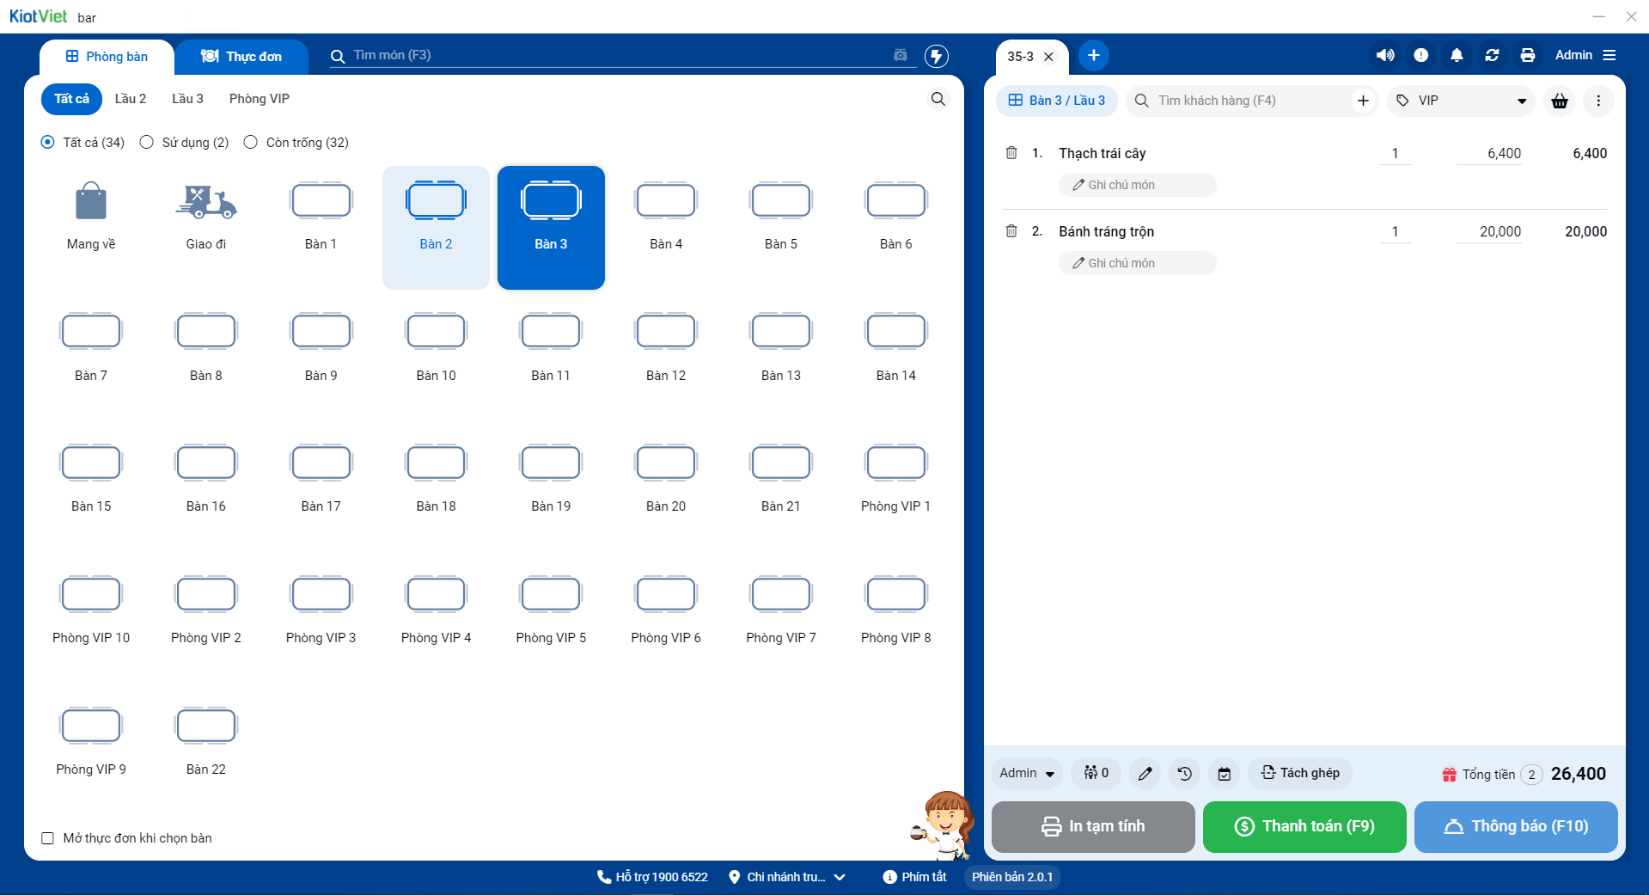 KiotViet bar
Phòng bàn
Thực đơn
Tìm món (F3)
35-3
Admin
Tất cả
Lầu 2
Lầu 3
Phòng VIP
Bàn 3 / Lầu 3
Tìm khách hàng (F4)
VIP
Tất cả (34)
Sử dụng (2)
Còn trống (32)
Mang về
Giao đi
Bàn 1
Bàn 2
Bàn 3
Bàn 4
Bàn 5
Bàn 6
Bàn 7
Bàn 8
Bàn 9
Bàn 10
Bàn 11
Bàn 12
Bàn 13
Bàn 14
Bàn 15
Bàn 16
Bàn 17
Bàn 18
Bàn 19
Bàn 20
Bàn 21
Phòng VIP 1
Phòng VIP 10
Phòng VIP 2
Phòng VIP 3
Phòng VIP 4
Phòng VIP 5
Phòng VIP 6
Phòng VIP 7
Phòng VIP 8
Phòng VIP 9
Bàn 22
Mở thực đơn khi chọn bàn
1. Thạch trái cây 1 6,400 6,400
Ghi chú món
2. Bánh tráng trộn 1 20,000 20,000
Ghi chú món
Admin
0
Tách ghép
Tổng tiền 2 26,400
In tạm tính
Thanh toán (F9)
Thông báo (F10)
Hỗ trợ 1900 6522
Chi nhánh tru...
Phím tắt
Phiên bản 2.0.1